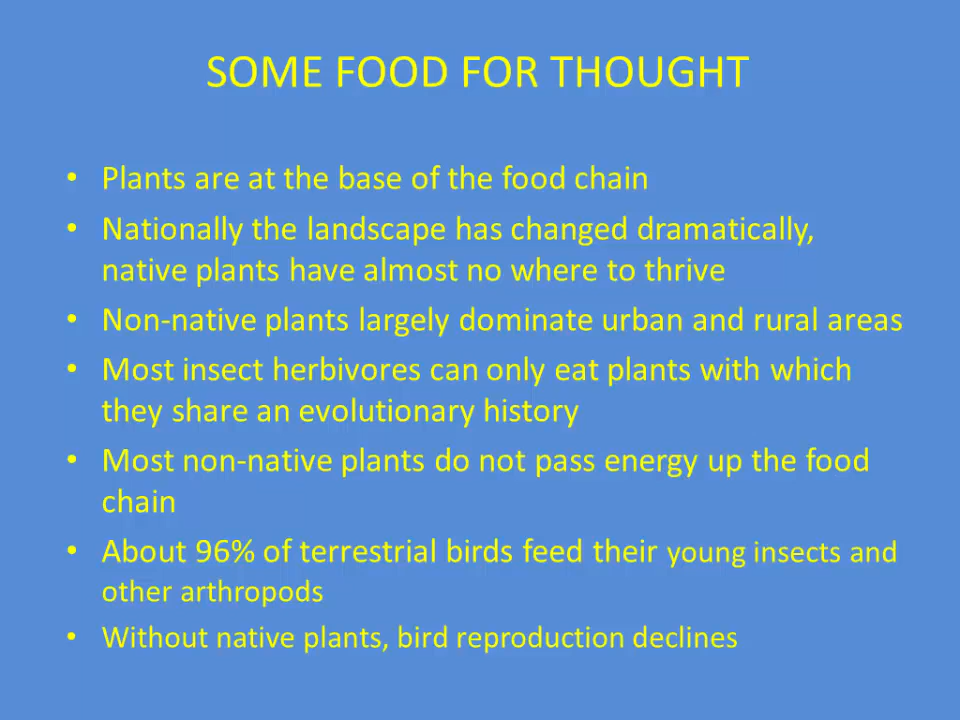 SOME FOOD FOR THOUGHT
• Plants are at the base of the food chain
• Nationally the landscape has changed dramatically,
native plants have almost no where to thrive
• Non-native plants largely dominate urban and rural areas
• Most insect herbivores can only eat plants with which
they share an evolutionary history
• Most non-native plants do not pass energy up the food
chain
• About 96% of terrestrial birds feed their young insects and
other arthropods
• Without native plants, bird reproduction declines